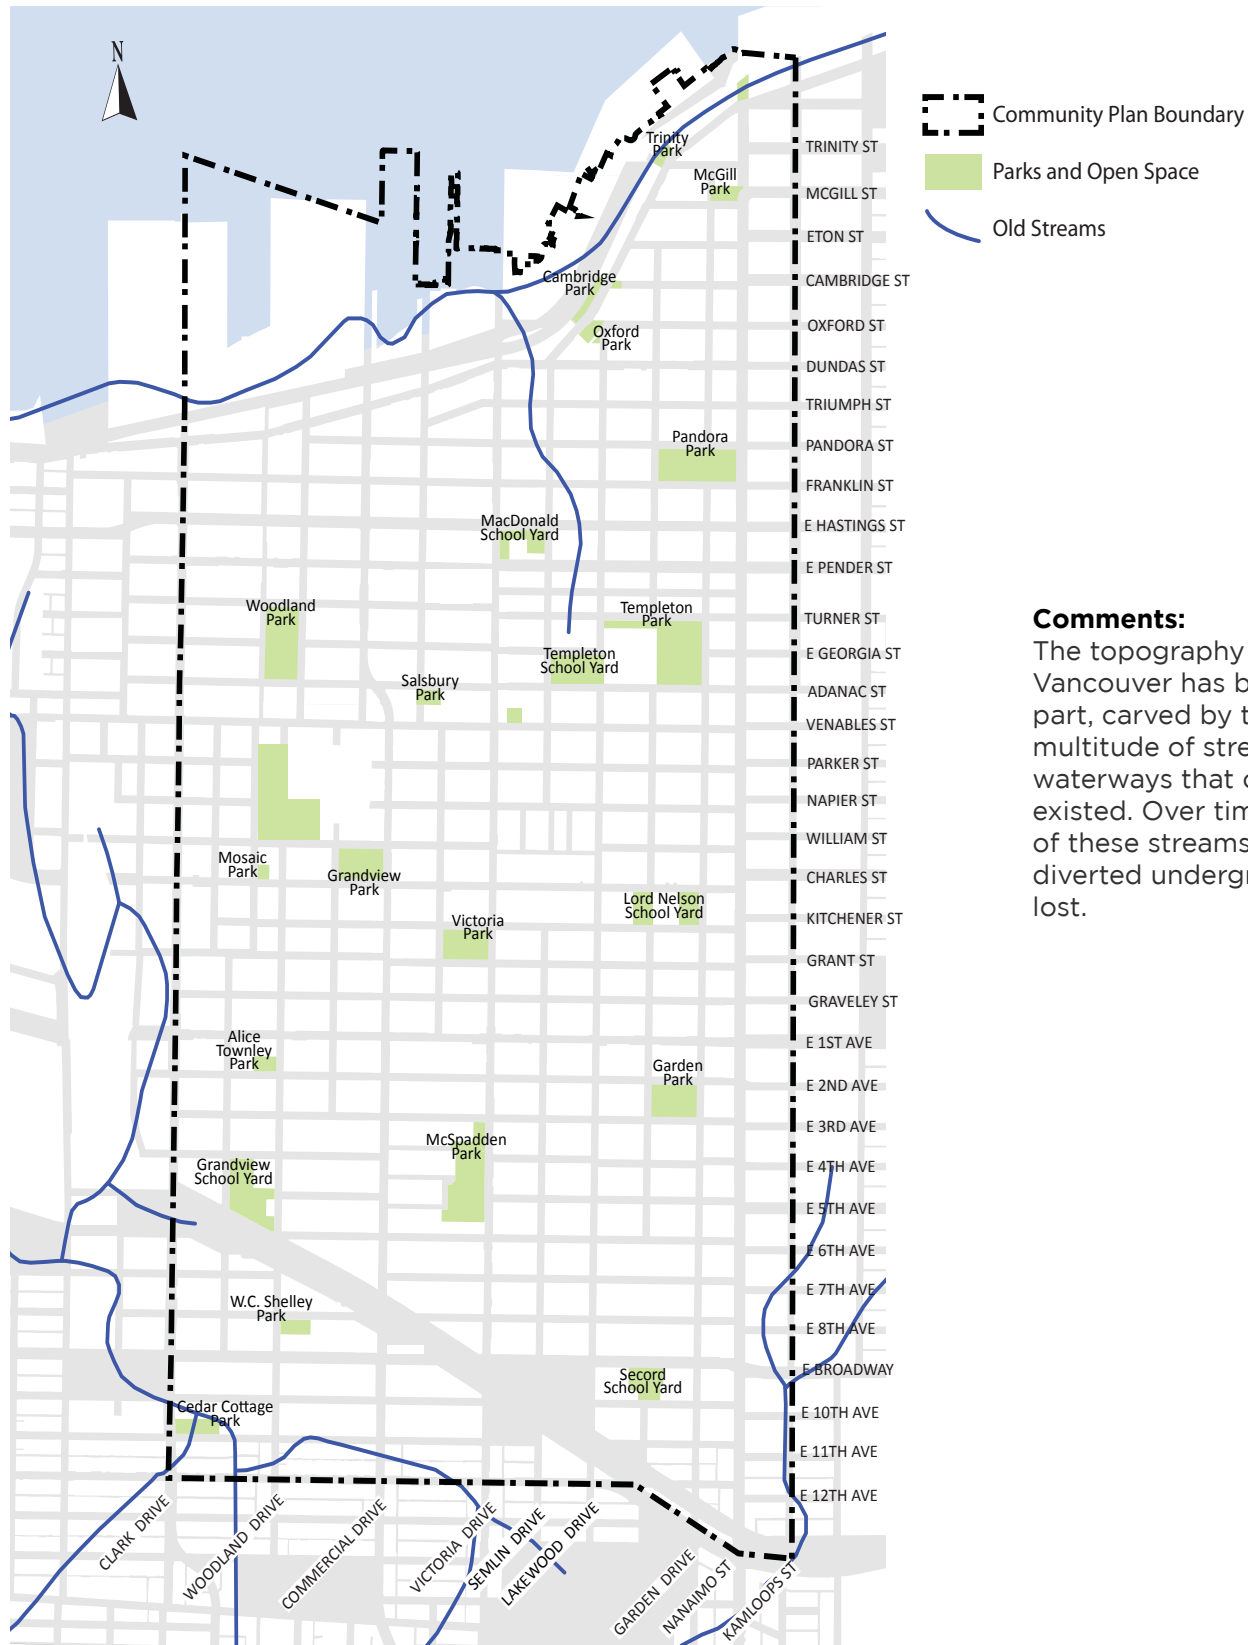 N
Community Plan Boundary
Parks and Open Space
Old Streams
Trinity
Park
McGill
Park
Cambridge
Park
Oxford
Park
Pandora
Park
MacDonald
School Yard
Woodland
Park
Templeton
Park
Templeton
School Yard
Salsbury
Park
Mosaic
Park
Grandview
Park
Lord Nelson
School Yard
Victoria
Park
Alice
Townley
Park
Garden
Park
McSpadden
Park
Grandview
School Yard
W.C. Shelley
Park
Secord
School Yard
Cedar Cottage
Park
TRINITY ST
MCGILL ST
ETON ST
CAMBRIDGE ST
OXFORD ST
DUNDAS ST
TRIUMPH ST
PANDORA ST
FRANKLIN ST
E HASTINGS ST
E PENDER ST
TURNER ST
E GEORGIA ST
ADANAC ST
VENABLES ST
PARKER ST
NAPIER ST
WILLIAM ST
CHARLES ST
KITCHENER ST
GRANT ST
GRAVELEY ST
E 1ST AVE
E 2ND AVE
E 3RD AVE
E 4TH AVE
E 5TH AVE
E 6TH AVE
E 7TH AVE
E 8TH AVE
E BROADWAY
E 10TH AVE
E 11TH AVE
E 12TH AVE
CLARK DRIVE
WOODLAND DRIVE
COMMERCIAL DRIVE
VICTORIA DRIVE
SEMLIN DRIVE
LAKEWOOD DRIVE
GARDEN DRIVE
NANAIMO ST
KAMLOOPS ST
Comments:
The topography
Vancouver has b
part, carved by t
multitude of stre
waterways that o
existed. Over tim
of these streams
diverted undergr
lost.